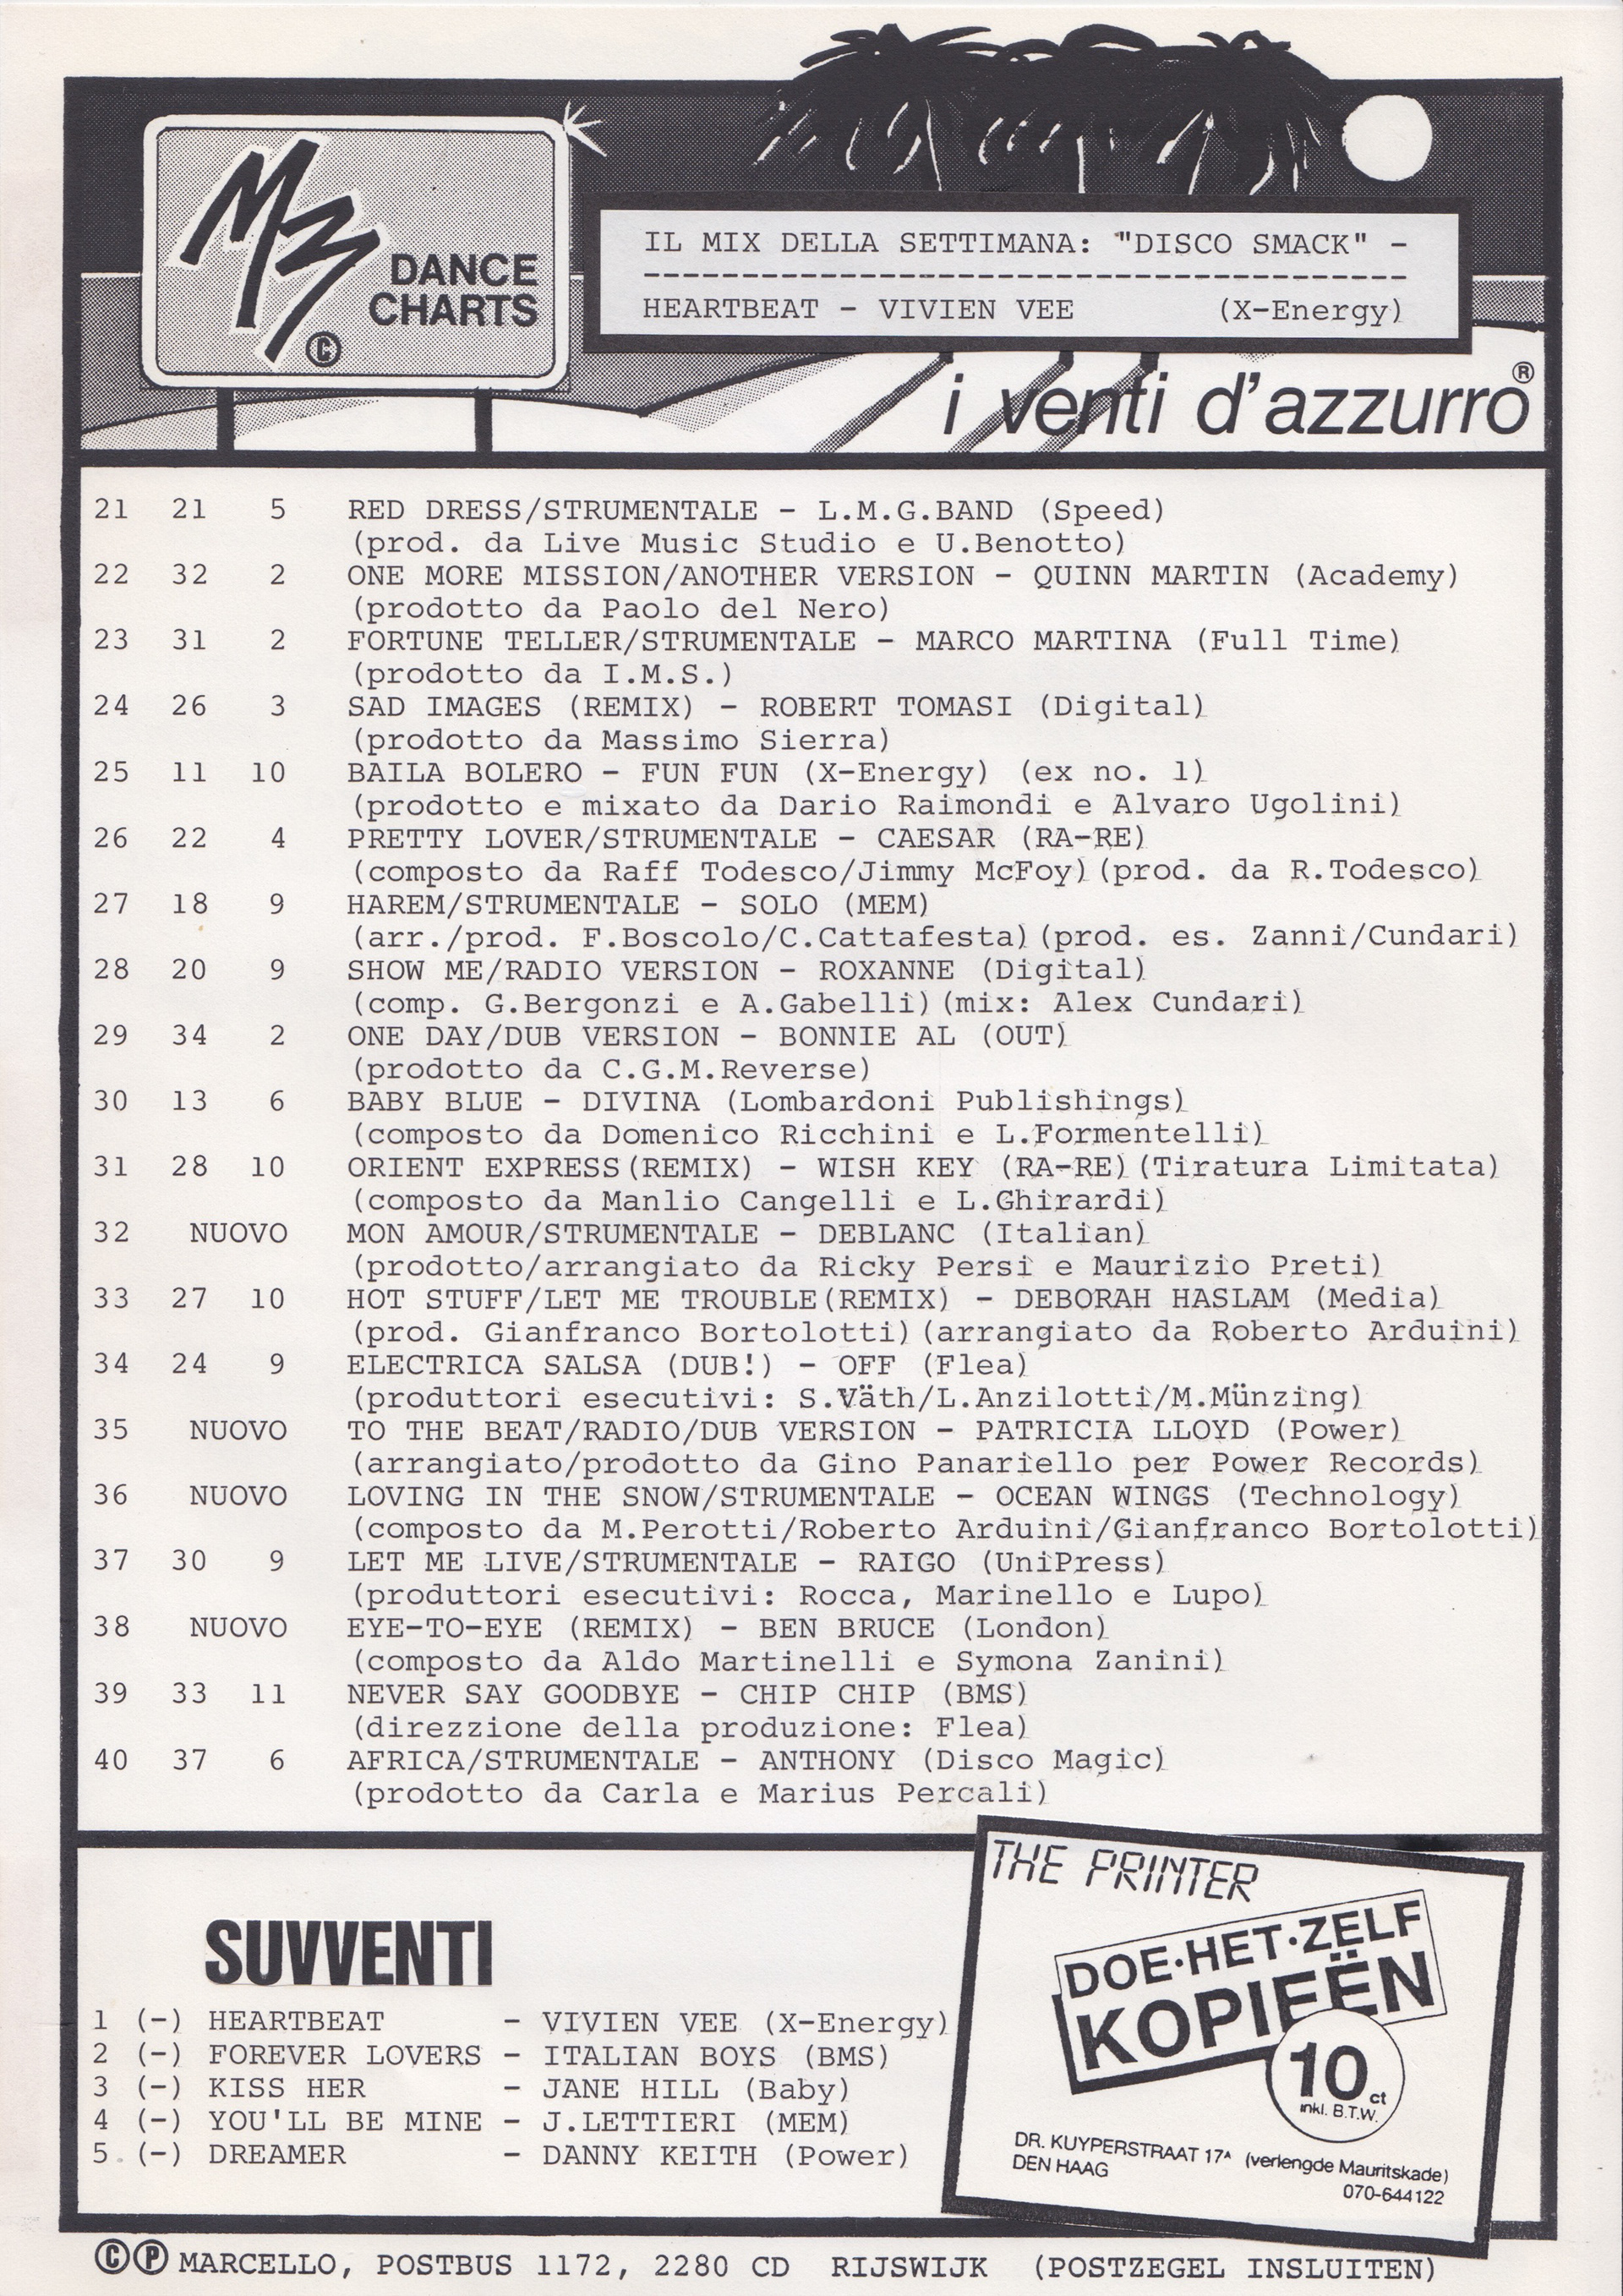 M3
DANCE
CHARTS
©
IL MIX DELLA SETTIMANA: "DISCO SMACK" -
---------------------------------------
HEARTBEAT - VIVIEN VEE (X-Energy)
i venti d'azzurro®
21 21 5 RED DRESS/STRUMENTALE - L.M.G.BAND (Speed)
(prod. da Live Music Studio e U.Benotto)
22 32 2 ONE MORE MISSION/ANOTHER VERSION - QUINN MARTIN (Academy)
(prodotto da Paolo del Nero)
23 31 2 FORTUNE TELLER/STRUMENTALE - MARCO MARTINA (Full Time)
(prodotto da I.M.S.)
24 26 3 SAD IMAGES (REMIX) - ROBERT TOMASI (Digital)
(prodotto da Massimo Sierra)
25 11 10 BAILA BOLERO - FUN FUN (X-Energy) (ex no. 1)
(prodotto e mixato da Dario Raimondi e Alvaro Ugolini)
26 22 4 PRETTY LOVER/STRUMENTALE - CAESAR (RA-RE)
(composto da Raff Todesco/Jimmy McFoy)(prod. da R.Todesco)
27 18 9 HAREM/STRUMENTALE - SOLO (MEM)
(arr./prod. F.Boscolo/C.Cattafesta)(prod. es. Zanni/Cundari)
28 20 9 SHOW ME/RADIO VERSION - ROXANNE (Digital)
(comp. G.Bergonzi e A.Gabelli)(mix: Alex Cundari)
29 34 2 ONE DAY/DUB VERSION - BONNIE AL (OUT)
(prodotto da C.G.M.Reverse)
30 13 6 BABY BLUE - DIVINA (Lombardoni Publishings)
(composto da Domenico Ricchini e L.Formentelli)
31 28 10 ORIENT EXPRESS(REMIX) - WISH KEY (RA-RE)(Tiratura Limitata)
(composto da Manlio Cangelli e L.Ghirardi)
32 NUOVO MON AMOUR/STRUMENTALE - DEBLANC (Italian)
(prodotto/arrangiato da Ricky Persi e Maurizio Preti)
33 27 10 HOT STUFF/LET ME TROUBLE(REMIX) - DEBORAH HASLAM (Media)
(prod. Gianfranco Bortolotti)(arrangiato da Roberto Arduini)
34 24 9 ELECTRICA SALSA (DUB!) - OFF (Flea)
(produttori esecutivi: S.Väth/L.Anzilotti/M.Münzing)
35 NUOVO TO THE BEAT/RADIO/DUB VERSION - PATRICIA LLOYD (Power)
(arrangiato/prodotto da Gino Panariello per Power Records)
36 NUOVO LOVING IN THE SNOW/STRUMENTALE - OCEAN WINGS (Technology)
(composto da M.Perotti/Roberto Arduini/Gianfranco Bortolotti)
37 30 9 LET ME LIVE/STRUMENTALE - RAIGO (UniPress)
(produttori esecutivi: Rocca, Marinello e Lupo)
38 NUOVO EYE-TO-EYE (REMIX) - BEN BRUCE (London)
(composto da Aldo Martinelli e Symona Zanini)
39 33 11 NEVER SAY GOODBYE - CHIP CHIP (BMS)
(direzzione della produzione: Flea)
40 37 6 AFRICA/STRUMENTALE - ANTHONY (Disco Magic)
(prodotto da Carla e Marius Percali)
SUVVENTI
1 (-) HEARTBEAT - VIVIEN VEE (X-Energy)
2 (-) FOREVER LOVERS - ITALIAN BOYS (BMS)
3 (-) KISS HER - JANE HILL (Baby)
4 (-) YOU'LL BE MINE - J.LETTIERI (MEM)
5.(-) DREAMER - DANNY KEITH (Power)
THE PRINTER
DOE·HET·ZELF
KOPIEËN
10 ct
inkl. B.T.W.
DR. KUYPERSTRAAT 17A (verlengde Mauritskade)
DEN HAAG
070-644122
©℗ MARCELLO, POSTBUS 1172, 2280 CD RIJSWIJK (POSTZEGEL INSLUITEN)